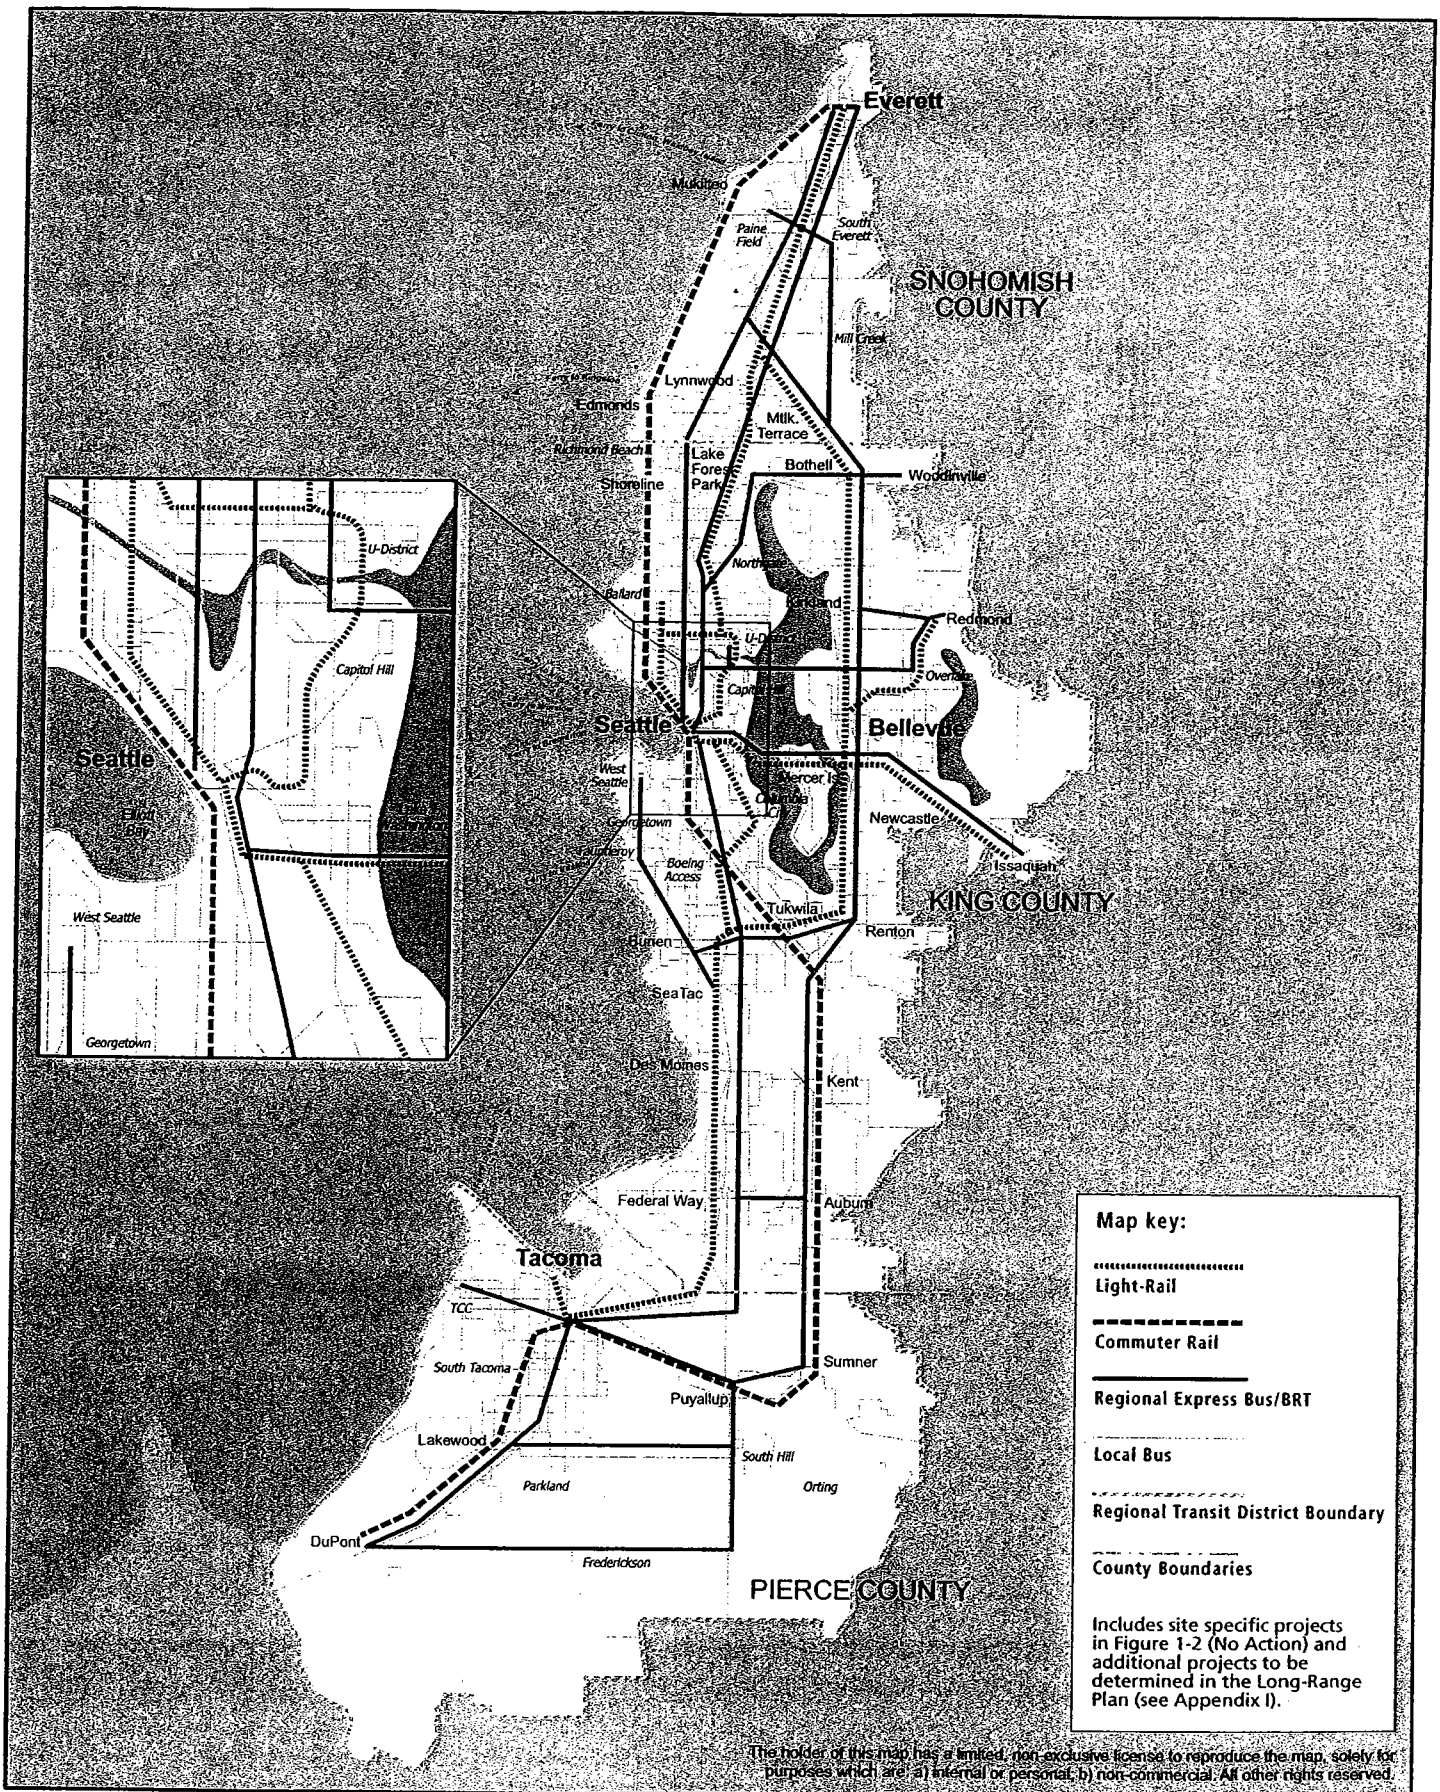 Everett
Mukilteo
Paine
Field
South
Everett
SNOHOMISH
COUNTY
Mill Creek
Lynnwood
Edmonds
Mtlk.
Terrace
Richmond Beach
Lake
Forest
Park
Bothell
Woodinville
Shoreline
U-District
Northgate
Ballard
Kirkland
Redmond
U-District
Capitol Hill
Capitol Hill
Overlake
Seattle
Bellevue
Seattle
West
Seattle
Mercer Is.
Columbia
City
Elliott
Bay
Georgetown
Newcastle
Fauntleroy
Boeing
Access
Issaquah
KING COUNTY
West Seattle
Tukwila
Burien
Renton
SeaTac
Georgetown
Des Moines
Kent
Federal Way
Auburn
Tacoma
TCC
South Tacoma
Sumner
Puyallup
Lakewood
South Hill
Parkland
Orting
DuPont
Frederickson
PIERCE COUNTY
Map key:
Light-Rail
Commuter Rail
Regional Express Bus/BRT
Local Bus
Regional Transit District Boundary
County Boundaries
Includes site specific projects
in Figure 1-2 (No Action) and
additional projects to be
determined in the Long-Range
Plan (see Appendix I).
The holder of this map has a limited, non-exclusive license to reproduce the map, solely for
purposes which are: a) internal or personal, b) non-commercial. All other rights reserved.